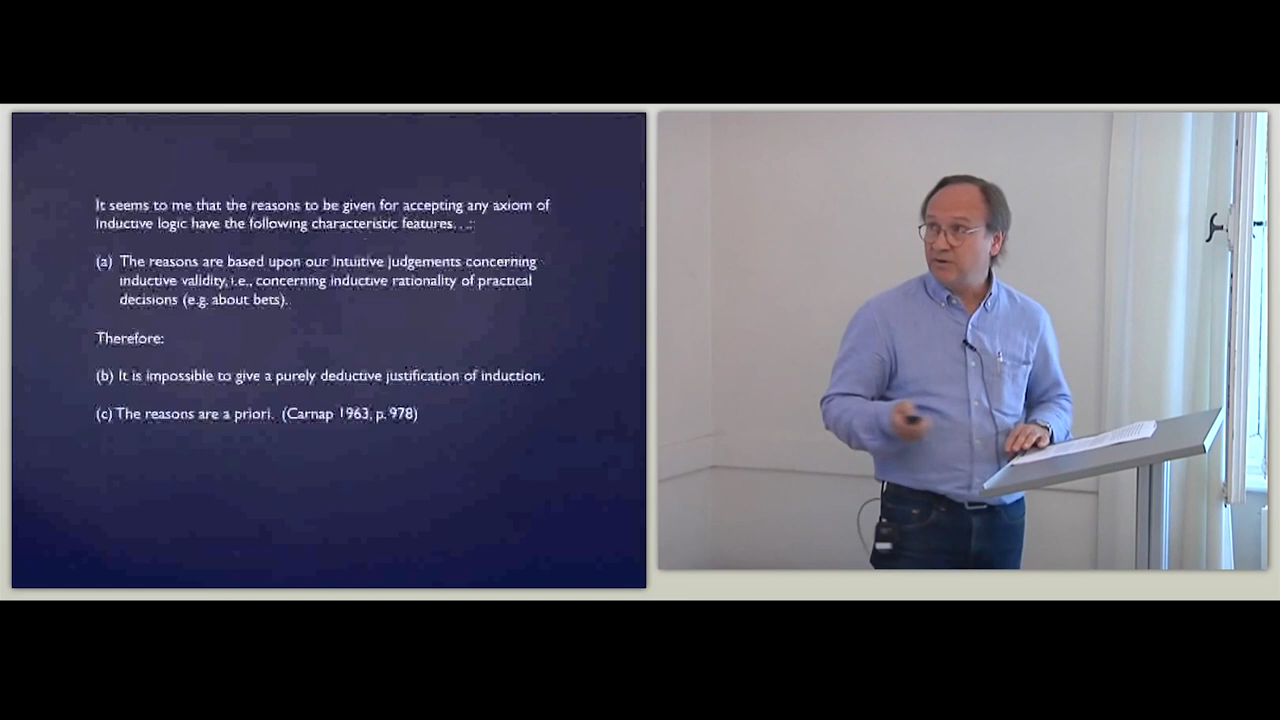 It seems to me that the reasons to be given for accepting any axiom of
inductive logic have the following characteristic features. . .:
(a) The reasons are based upon our intuitive judgements concerning
inductive validity, i.e., concerning inductive rationality of practical
decisions (e.g. about bets).
Therefore:
(b) It is impossible to give a purely deductive justification of induction.
(c) The reasons are a priori. (Carnap 1963, p. 978)